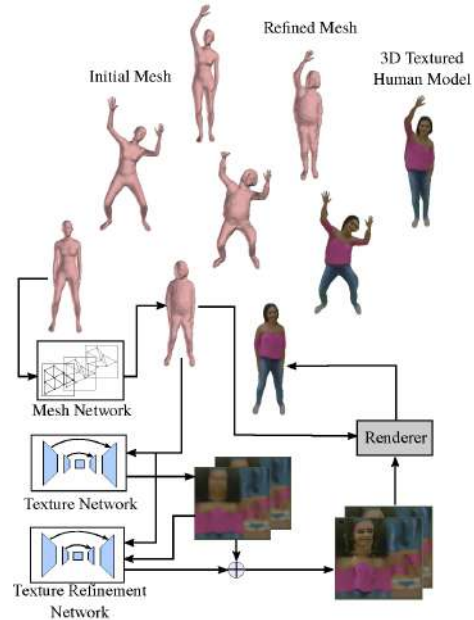 Refined Mesh
3D Textured
Human Model
Initial Mesh
Mesh Network
Renderer
Texture Network
Texture Refinement
Network